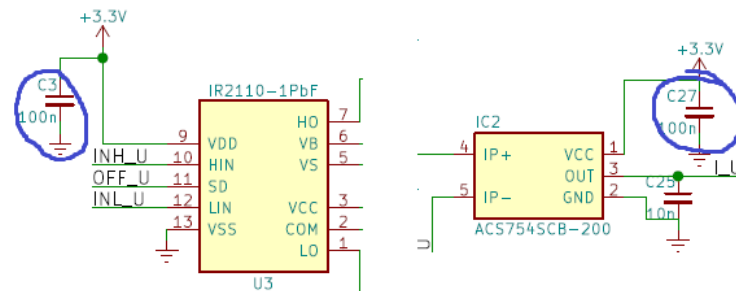 +3.3V
C3
100n
IR2110-1PbF
HO 7
9 VDD VB 6
INH_U 10 HIN VS 5
OFF_U 11 SD
INL_U 12 LIN VCC 3
13 VSS COM 2
LO 1
U3
+3.3V
C27
100n
IC2
4 IP+ VCC 1
OUT 3 I_U
5 IP- GND 2
C25
10n
ACS754SCB-200
U